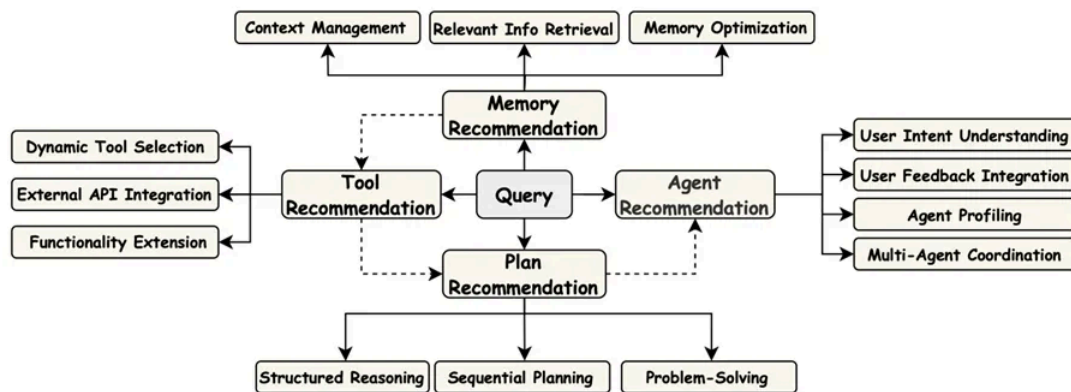 Context Management
Relevant Info Retrieval
Memory Optimization
Memory
Recommendation
Dynamic Tool Selection
External API Integration
Functionality Extension
Tool
Recommendation
Query
Agent
Recommendation
User Intent Understanding
User Feedback Integration
Agent Profiling
Multi-Agent Coordination
Plan
Recommendation
Structured Reasoning
Sequential Planning
Problem-Solving